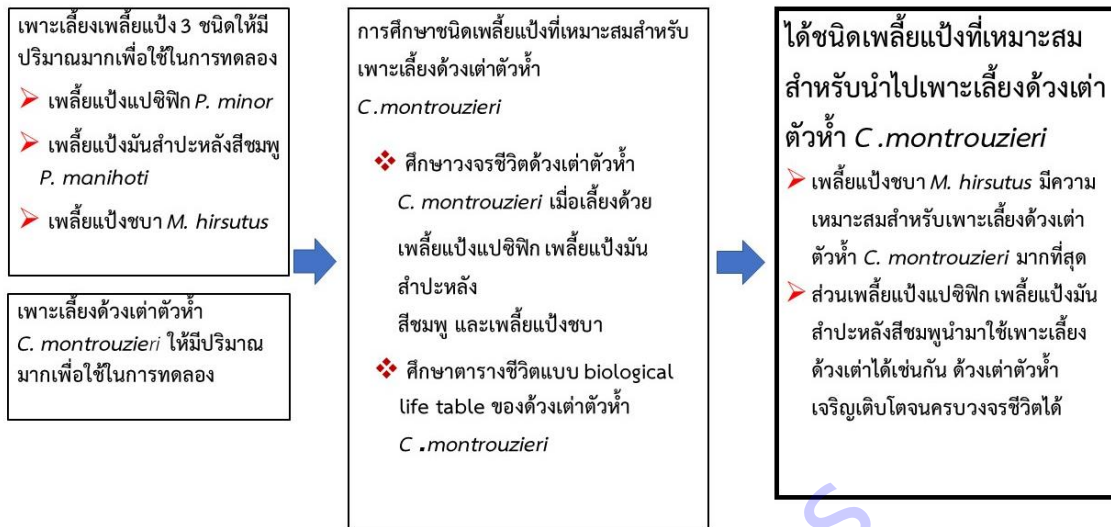 เพาะเลี้ยงเพลี้ยแป้ง 3 ชนิดให้มี
ปริมาณมากเพื่อใช้ในการทดลอง
เพลี้ยแป้งแปซิฟิก P. minor
เพลี้ยแป้งมันสำปะหลังสีชมพู
P. manihoti
เพลี้ยแป้งชบา M. hirsutus
เพาะเลี้ยงด้วงเต่าตัวห้ำ
C. montrouzieri ให้มีปริมาณ
มากเพื่อใช้ในการทดลอง
การศึกษาชนิดเพลี้ยแป้งที่เหมาะสมสำหรับ
เพาะเลี้ยงด้วงเต่าตัวห้ำ
C .montrouzieri
ศึกษาวงจรชีวิตด้วงเต่าตัวห้ำ
C. montrouzieri เมื่อเลี้ยงด้วย
เพลี้ยแป้งแปซิฟิก เพลี้ยแป้งมัน
สำปะหลัง
สีชมพู และเพลี้ยแป้งชบา
ศึกษาตารางชีวิตแบบ biological
life table ของด้วงเต่าตัวห้ำ
C .montrouzieri
ได้ชนิดเพลี้ยแป้งที่เหมาะสม
สำหรับนำไปเพาะเลี้ยงด้วงเต่า
ตัวห้ำ C .montrouzieri
เพลี้ยแป้งชบา M. hirsutus มีความ
เหมาะสมสำหรับเพาะเลี้ยงด้วงเต่า
ตัวห้ำ C. montrouzieri มากที่สุด
ส่วนเพลี้ยแป้งแปซิฟิก เพลี้ยแป้งมัน
สำปะหลังสีชมพูนำมาใช้เพาะเลี้ยง
ด้วงเต่าได้เช่นกัน ด้วงเต่าตัวห้ำ
เจริญเติบโตจนครบวงจรชีวิตได้